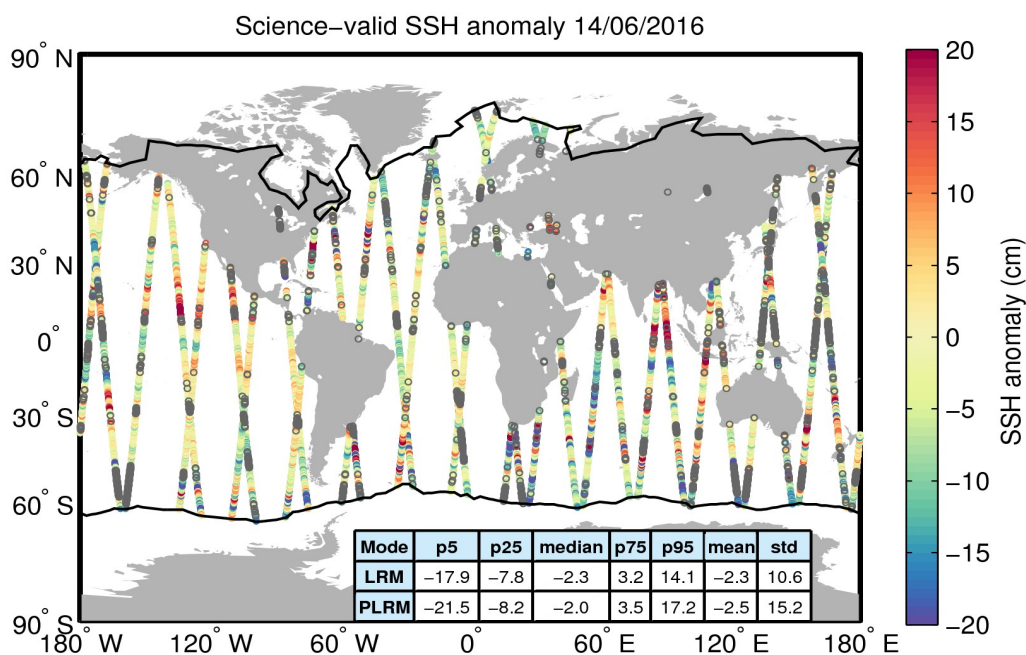 Science−valid SSH anomaly 14/06/2016
90° N
60° N
30° N
0°
30° S
60° S
90° S
180° W
120° W
60° W
0°
60° E
120° E
180° E
20
15
10
5
0
−5
−10
−15
−20
SSH anomaly (cm)
Mode p5 p25 median p75 p95 mean std
LRM −17.9 −7.8 −2.3 3.2 14.1 −2.3 10.6
PLRM −21.5 −8.2 −2.0 3.5 17.2 −2.5 15.2